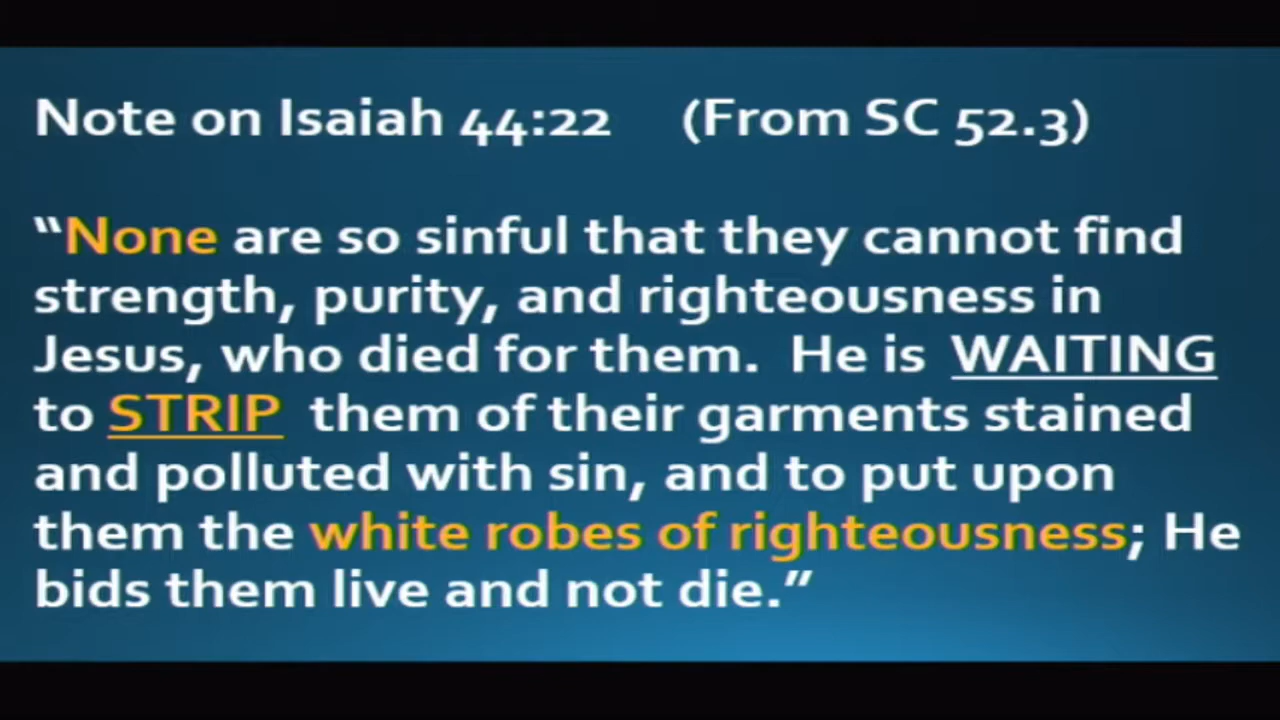 Note on Isaiah 44:22 (From SC 52.3)
“None are so sinful that they cannot find
strength, purity, and righteousness in
Jesus, who died for them. He is WAITING
to STRIP them of their garments stained
and polluted with sin, and to put upon
them the white robes of righteousness; He
bids them live and not die.”